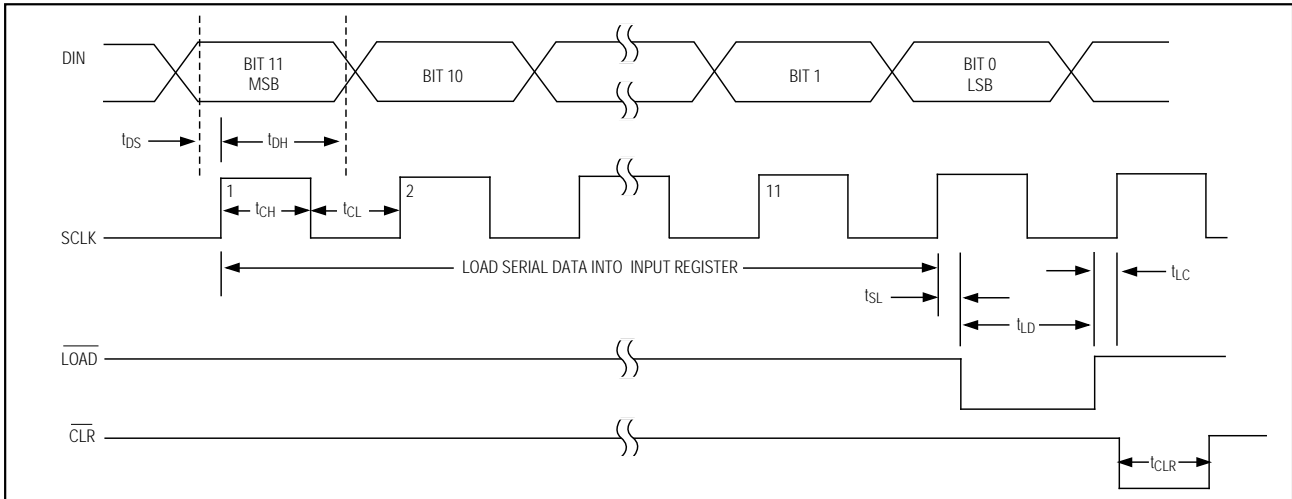 DIN
BIT 11
MSB
BIT 10
BIT 1
BIT 0
LSB
tDS
tDH
1
2
11
tCH
tCL
SCLK
LOAD SERIAL DATA INTO INPUT REGISTER
tLC
tSL
tLD
LOAD
CLR
tCLR